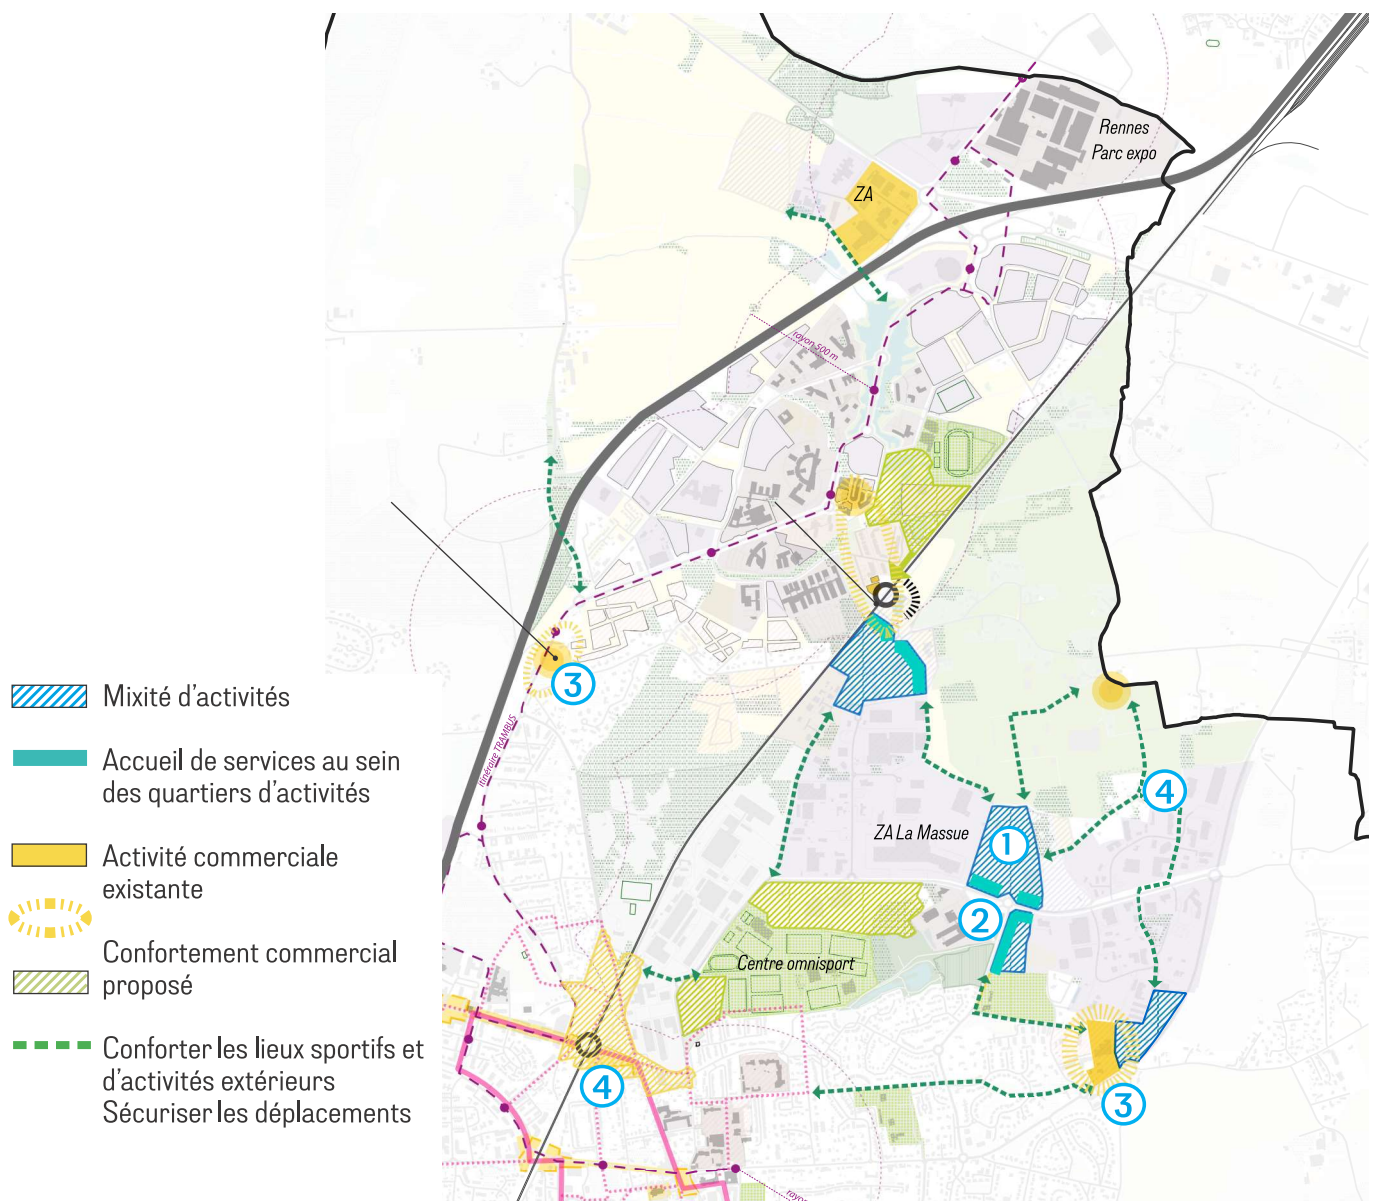 Rennes
Parc expo
ZA
rayon 500 m
3
Mixité d'activités
itinéraire TRAMBUS
Accueil de services au sein
des quartiers d'activités
4
ZA La Massue
1
Activité commerciale
existante
2
Confortement commercial
proposé
Centre omnisport
Conforter les lieux sportifs et
d'activités extérieurs
Sécuriser les déplacements
4
3
rayon